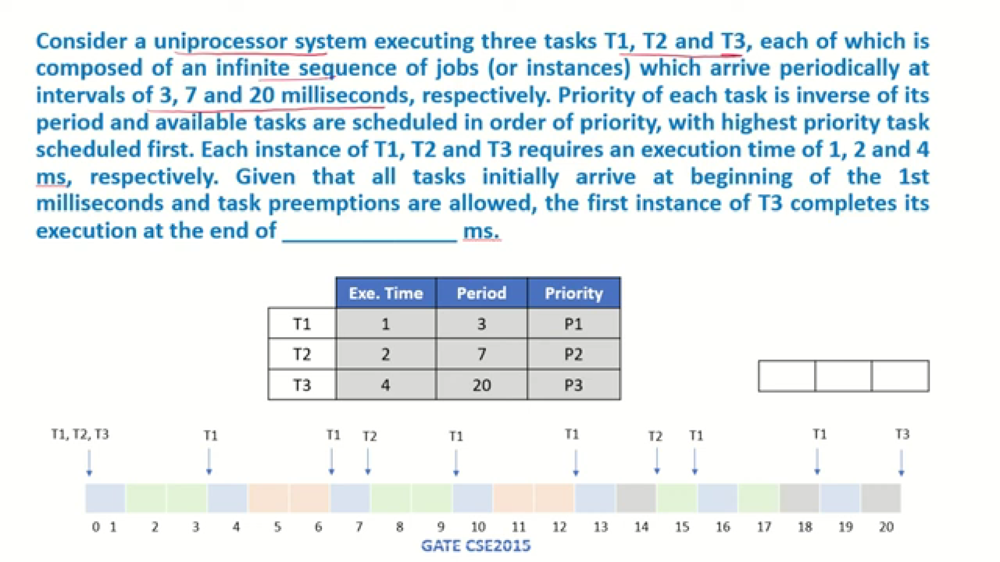 Consider a uniprocessor system executing three tasks T1, T2 and T3, each of which is
composed of an infinite sequence of jobs (or instances) which arrive periodically at
intervals of 3, 7 and 20 milliseconds, respectively. Priority of each task is inverse of its
period and available tasks are scheduled in order of priority, with highest priority task
scheduled first. Each instance of T1, T2 and T3 requires an execution time of 1, 2 and 4
ms, respectively. Given that all tasks initially arrive at beginning of the 1st
milliseconds and task preemptions are allowed, the first instance of T3 completes its
execution at the end of ______________ ms.
Exe. Time Period Priority
T1 1 3 P1
T2 2 7 P2
T3 4 20 P3
T1, T2, T3 T1 T1 T2 T1 T1 T2 T1 T1 T3
0 1 2 3 4 5 6 7 8 9 10 11 12 13 14 15 16 17 18 19 20
GATE CSE2015